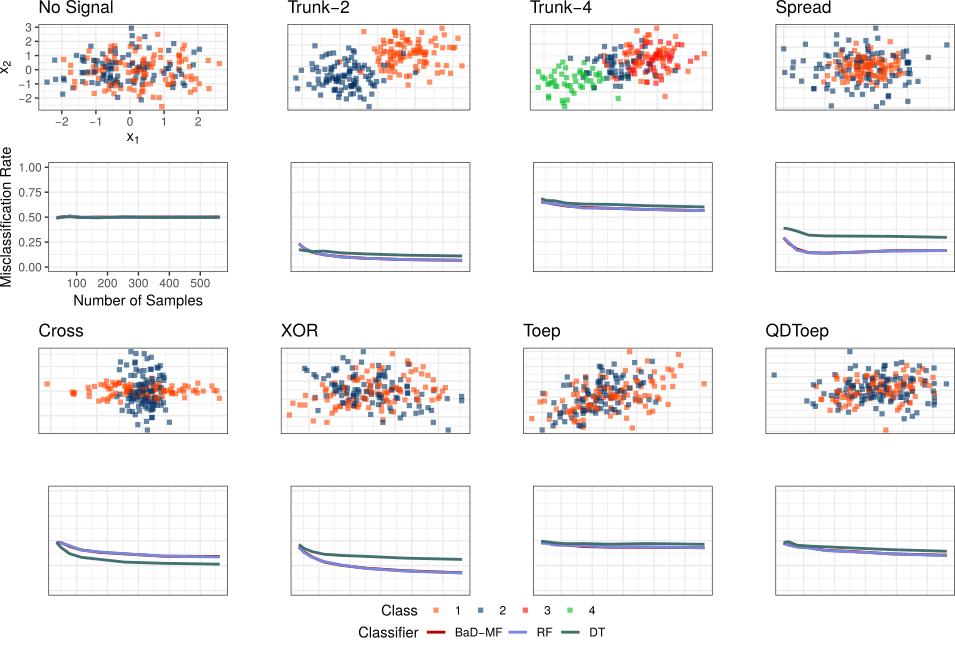 No Signal
Trunk−2
Trunk−4
Spread
3
2
1
0
−1
−2
x2
−2 −1 0 1 2
x1
Misclassification Rate
1.00
0.75
0.50
0.25
0.00
100 200 300 400 500
Number of Samples
Cross
XOR
Toep
QDToep
Class 1 2 3 4
Classifier BaD−MF RF DT